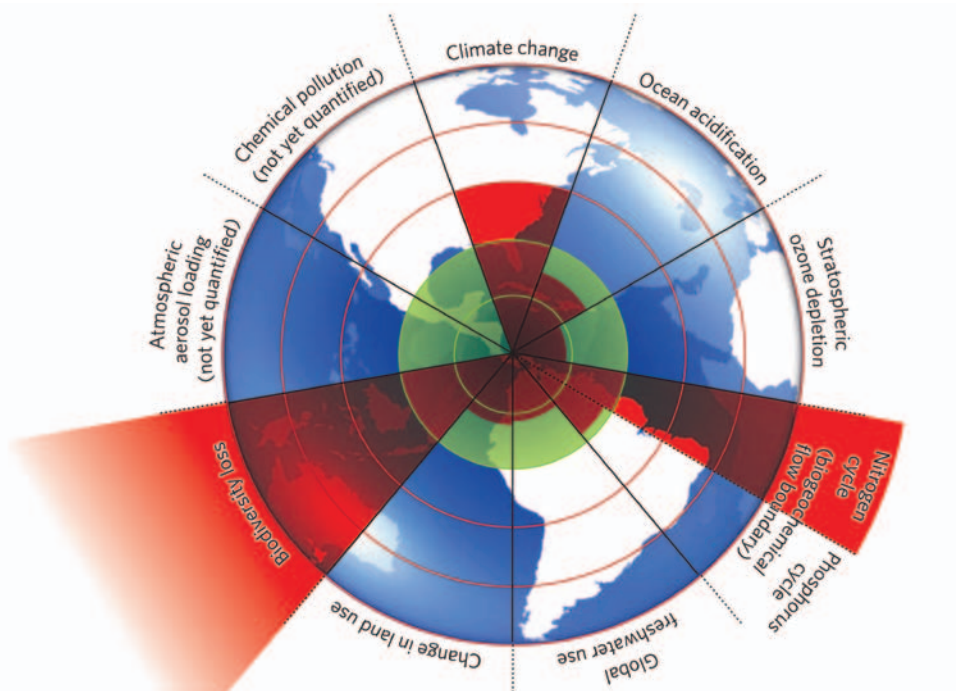 Climate change
Ocean acidification
Stratospheric
ozone depletion
Nitrogen
cycle
(biogeochemical
flow boundary)
Phosphorus
cycle
Global
freshwater use
Change in land use
Biodiversity loss
Atmospheric
aerosol loading
(not yet quantified)
Chemical pollution
(not yet quantified)